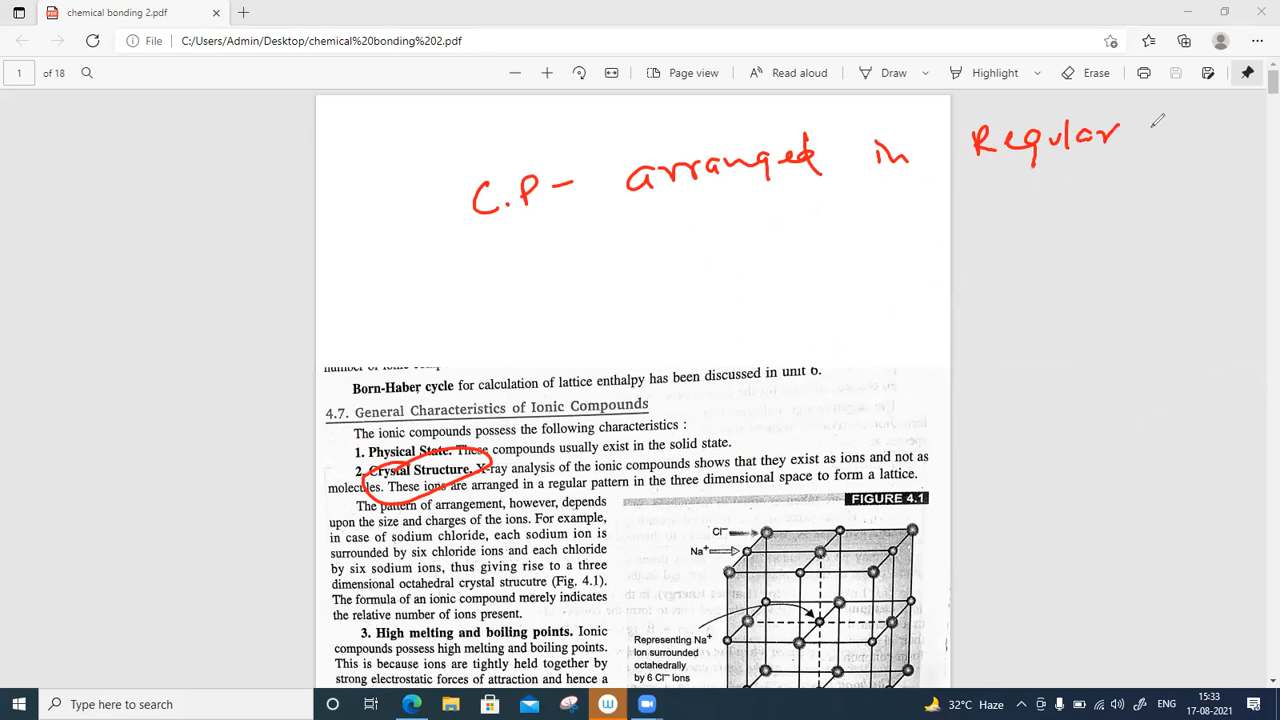 chemical bonding 2.pdf
File C:/Users/Admin/Desktop/chemical%20bonding%202.pdf
1 of 18 Page view Read aloud Draw Highlight Erase
C.P - arranged in Regular
Born-Haber cycle for calculation of lattice enthalpy has been discussed in unit 6.
4.7. General Characteristics of Ionic Compounds
The ionic compounds possess the following characteristics :
1. Physical State. These compounds usually exist in the solid state.
2. Crystal Structure. X-ray analysis of the ionic compounds shows that they exist as ions and not as
molecules. These ions are arranged in a regular pattern in the three dimensional space to form a lattice.
The pattern of arrangement, however, depends
upon the size and charges of the ions. For example,
in case of sodium chloride, each sodium ion is
surrounded by six chloride ions and each chloride
by six sodium ions, thus giving rise to a three
dimensional octahedral crystal strucutre (Fig. 4.1).
The formula of an ionic compound merely indicates
the relative number of ions present.
3. High melting and boiling points. Ionic
compounds possess high melting and boiling points.
This is because ions are tightly held together by
strong electrostatic forces of attraction and hence a
FIGURE 4.1
Cl⁻
Na⁺
Representing Na⁺
ion surrounded
octahedrally
by 6 Cl⁻ ions
Type here to search
32°C Haze
15:33
17-08-2021